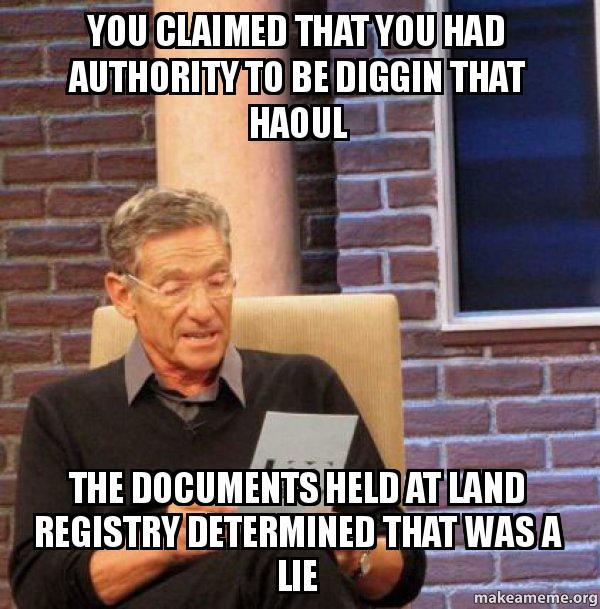 YOU CLAIMED THAT YOU HAD
AUTHORITY TO BE DIGGIN THAT
HAOUL
THE DOCUMENTS HELD AT LAND
REGISTRY DETERMINED THAT WAS A
LIE
makeameme.org